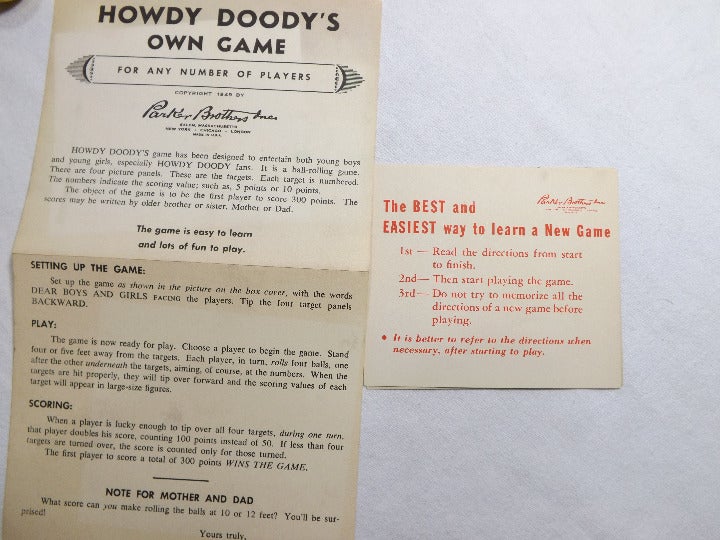 HOWDY DOODY'S
OWN GAME
FOR ANY NUMBER OF PLAYERS
COPYRIGHT 1949 BY
Parker Brothers Inc
SALEM, MASSACHUSETTS
NEW YORK · CHICAGO · LONDON
MADE IN U.S.A.
HOWDY DOODY'S game has been designed to entertain both young boys
and young girls, especially HOWDY DOODY fans. It is a ball-rolling game.
There are four picture panels. These are the targets. Each target is numbered.
The numbers indicate the scoring value; such as, 5 points or 10 points.
The object of the game is to be the first player to score 300 points. The
scores may be written by older brother or sister. Mother or Dad.
The game is easy to learn
and lots of fun to play.
SETTING UP THE GAME:
Set up the game as shown in the picture on the box cover, with the words
DEAR BOYS AND GIRLS FACING the players. Tip the four target panels
BACKWARD.
PLAY:
The game is now ready for play. Choose a player to begin the game. Stand
four or five feet away from the targets. Each player, in turn, rolls four balls, one
after the other underneath the targets, aiming, of course, at the numbers. When the
targets are hit properly, they will tip over forward and the scoring values of each
target will appear in large-size figures.
SCORING:
When a player is lucky enough to tip over all four targets, during one turn,
that player doubles his score, counting 100 points instead of 50. If less than four
targets are turned over, the score is counted only for those turned.
The first player to score a total of 300 points WINS THE GAME.
NOTE FOR MOTHER AND DAD
What score can you make rolling the balls at 10 or 12 feet? You'll be sur-
prised!
Yours truly,
Parker Brothers Inc
The BEST and
EASIEST way to learn a New Game
1st — Read the directions from start
to finish.
2nd— Then start playing the game.
3rd— Do not try to memorize all the
directions of a new game before
playing.
• It is better to refer to the directions when
necessary, after starting to play.